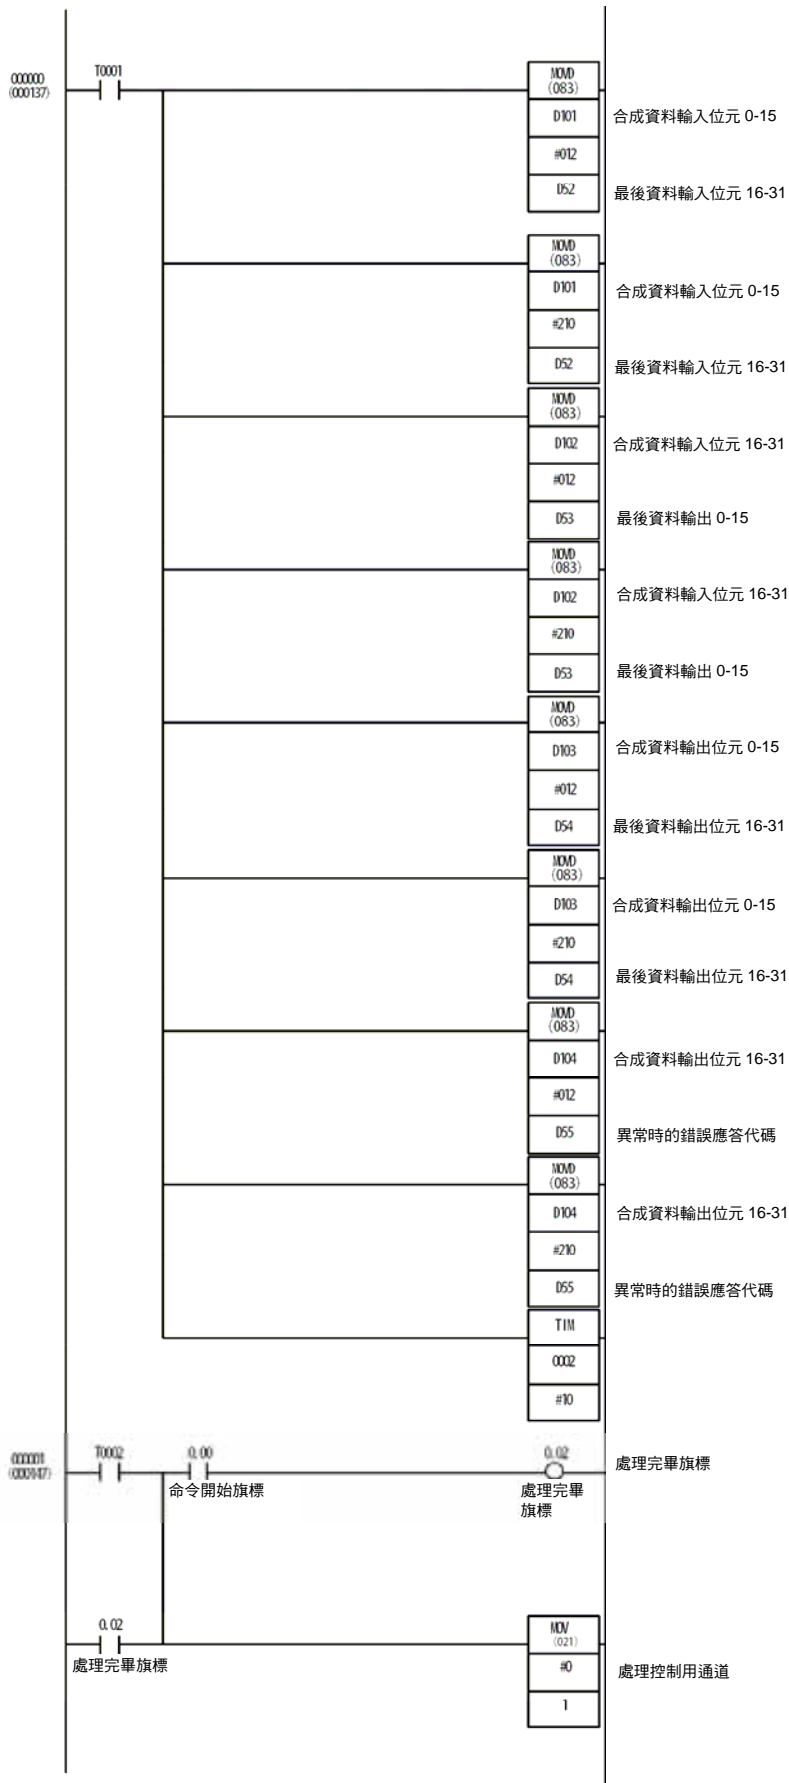 T0001
000000
(000137)
MOVD
(083)
D101 合成資料輸入位元 0-15
#012
D52 最後資料輸入位元 16-31
MOVD
(083)
D101 合成資料輸入位元 0-15
#210
D52 最後資料輸入位元 16-31
MOVD
(083)
D102 合成資料輸入位元 16-31
#012
D53 最後資料輸出 0-15
MOVD
(083)
D102 合成資料輸入位元 16-31
#210
D53 最後資料輸出 0-15
MOVD
(083)
D103 合成資料輸出位元 0-15
#012
D54 最後資料輸出位元 16-31
MOVD
(083)
D103 合成資料輸出位元 0-15
#210
D54 最後資料輸出位元 16-31
MOVD
(083)
D104 合成資料輸出位元 16-31
#012
D55 異常時的錯誤應答代碼
MOVD
(083)
D104 合成資料輸出位元 16-31
#210
D55 異常時的錯誤應答代碼
TIM
0002
#10
000001
(000147)
T0002 0.00 0.02 處理完畢旗標
命令開始旗標 處理完畢
旗標
0.02
處理完畢旗標
MOV
(021)
#0 處理控制用通道
1